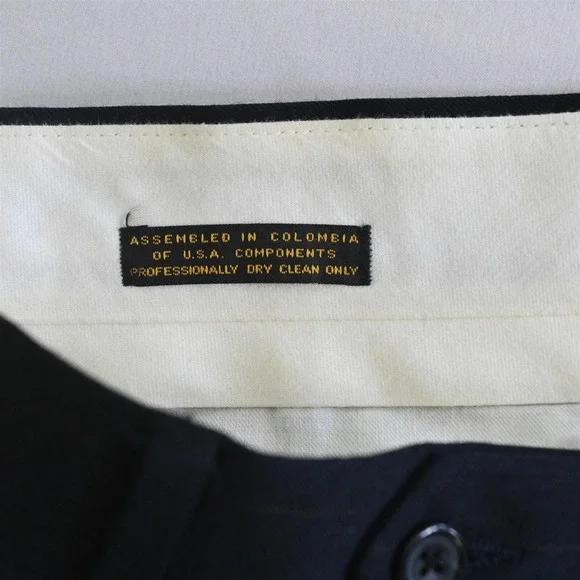 ASSEMBLED IN COLOMBIA
OF U.S.A. COMPONENTS
PROFESSIONALLY DRY CLEAN ONLY